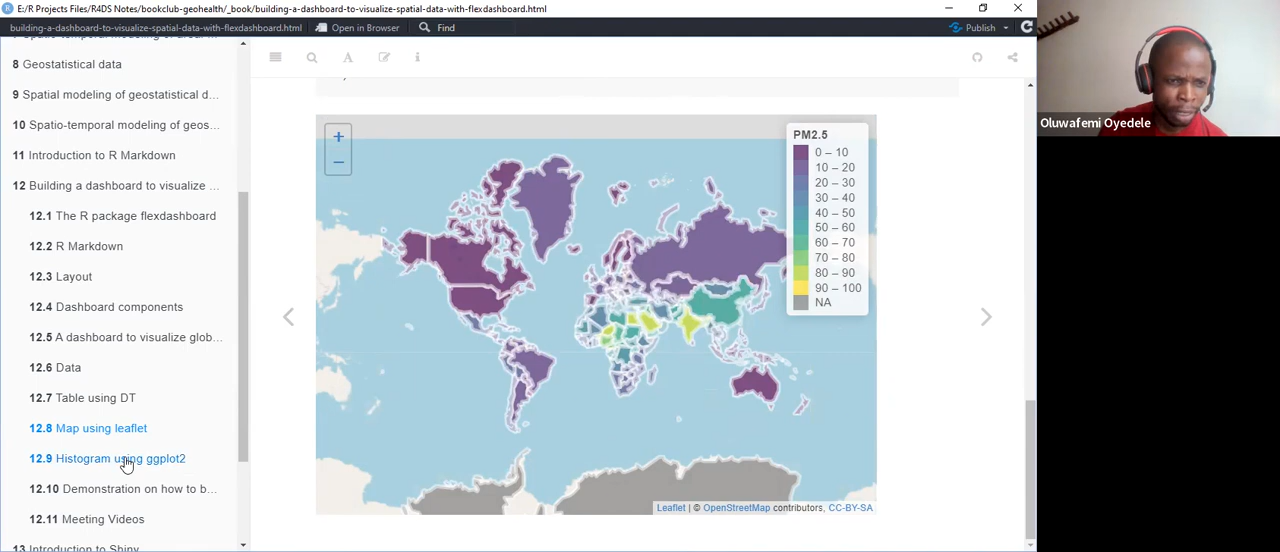 E:/R Projects Files/R4DS Notes/bookclub-geohealth/_book/building-a-dashboard-to-visualize-spatial-data-with-flexdashboard.html
building-a-dashboard-to-visualize-spatial-data-with-flexdashboard.html
Open in Browser
Find
Publish
8 Geostatistical data
9 Spatial modeling of geostatistical d...
10 Spatio-temporal modeling of geos...
11 Introduction to R Markdown
12 Building a dashboard to visualize ...
12.1 The R package flexdashboard
12.2 R Markdown
12.3 Layout
12.4 Dashboard components
12.5 A dashboard to visualize glob...
12.6 Data
12.7 Table using DT
12.8 Map using leaflet
12.9 Histogram using ggplot2
12.10 Demonstration on how to b...
12.11 Meeting Videos
13 Introduction to Shiny
A
i
+
−
PM2.5
0 – 10
10 – 20
20 – 30
30 – 40
40 – 50
50 – 60
60 – 70
70 – 80
80 – 90
90 – 100
NA
Leaflet | © OpenStreetMap contributors, CC-BY-SA
Oluwafemi Oyedele